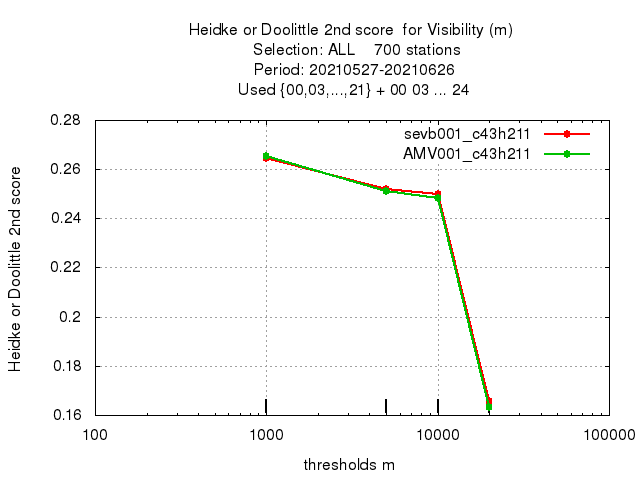 Heidke or Doolittle 2nd score  for Visibility (m)
Selection: ALL    700 stations
Period: 20210527-20210626
Used {00,03,...,21} + 00 03 ... 24
sevb001_c43h211
AMV001_c43h211
Heidke or Doolittle 2nd score
0.28
0.26
0.24
0.22
0.2
0.18
0.16
100 1000 10000 100000
thresholds m